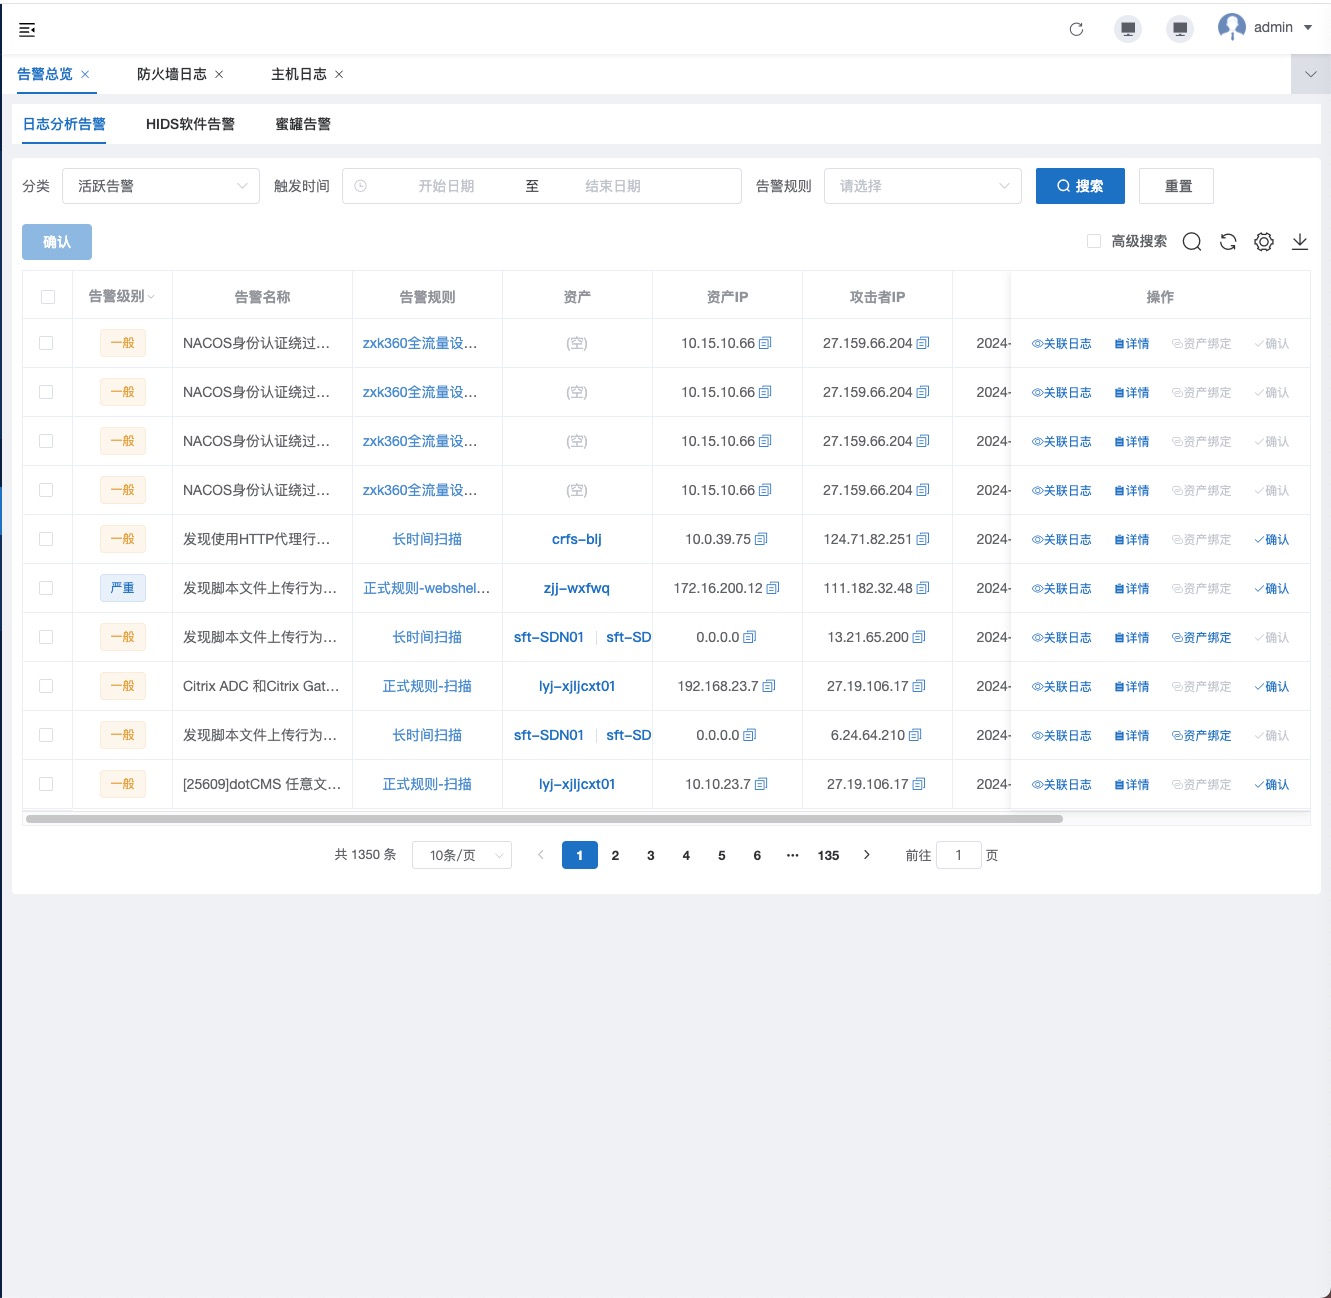 admin
告警总览 防火墙日志 主机日志
日志分析告警 HIDS软件告警 蜜罐告警
分类 活跃告警 触发时间 开始日期 至 结束日期 告警规则 请选择 搜索 重置
确认 高级搜索
告警级别 告警名称 告警规则 资产 资产IP 攻击者IP 操作
一般 NACOS身份认证绕过... zxk360全流量设... (空) 10.15.10.66 27.159.66.204 2024- 关联日志 详情 资产绑定 确认
一般 NACOS身份认证绕过... zxk360全流量设... (空) 10.15.10.66 27.159.66.204 2024- 关联日志 详情 资产绑定 确认
一般 NACOS身份认证绕过... zxk360全流量设... (空) 10.15.10.66 27.159.66.204 2024- 关联日志 详情 资产绑定 确认
一般 NACOS身份认证绕过... zxk360全流量设... (空) 10.15.10.66 27.159.66.204 2024- 关联日志 详情 资产绑定 确认
一般 发现使用HTTP代理行... 长时间扫描 crfs-blj 10.0.39.75 124.71.82.251 2024- 关联日志 详情 资产绑定 确认
严重 发现脚本文件上传行为... 正式规则-webshel... zjj-wxfwq 172.16.200.12 111.182.32.48 2024- 关联日志 详情 资产绑定 确认
一般 发现脚本文件上传行为... 长时间扫描 sft-SDN01 sft-SD 0.0.0.0 13.21.65.200 2024- 关联日志 详情 资产绑定 确认
一般 Citrix ADC 和Citrix Gat... 正式规则-扫描 lyj-xjljcxt01 192.168.23.7 27.19.106.17 2024- 关联日志 详情 资产绑定 确认
一般 发现脚本文件上传行为... 长时间扫描 sft-SDN01 sft-SD 0.0.0.0 6.24.64.210 2024- 关联日志 详情 资产绑定 确认
一般 [25609]dotCMS 任意文... 正式规则-扫描 lyj-xjljcxt01 10.10.23.7 27.19.106.17 2024- 关联日志 详情 资产绑定 确认
共 1350 条 10条/页 1 2 3 4 5 6 ... 135 前往 1 页